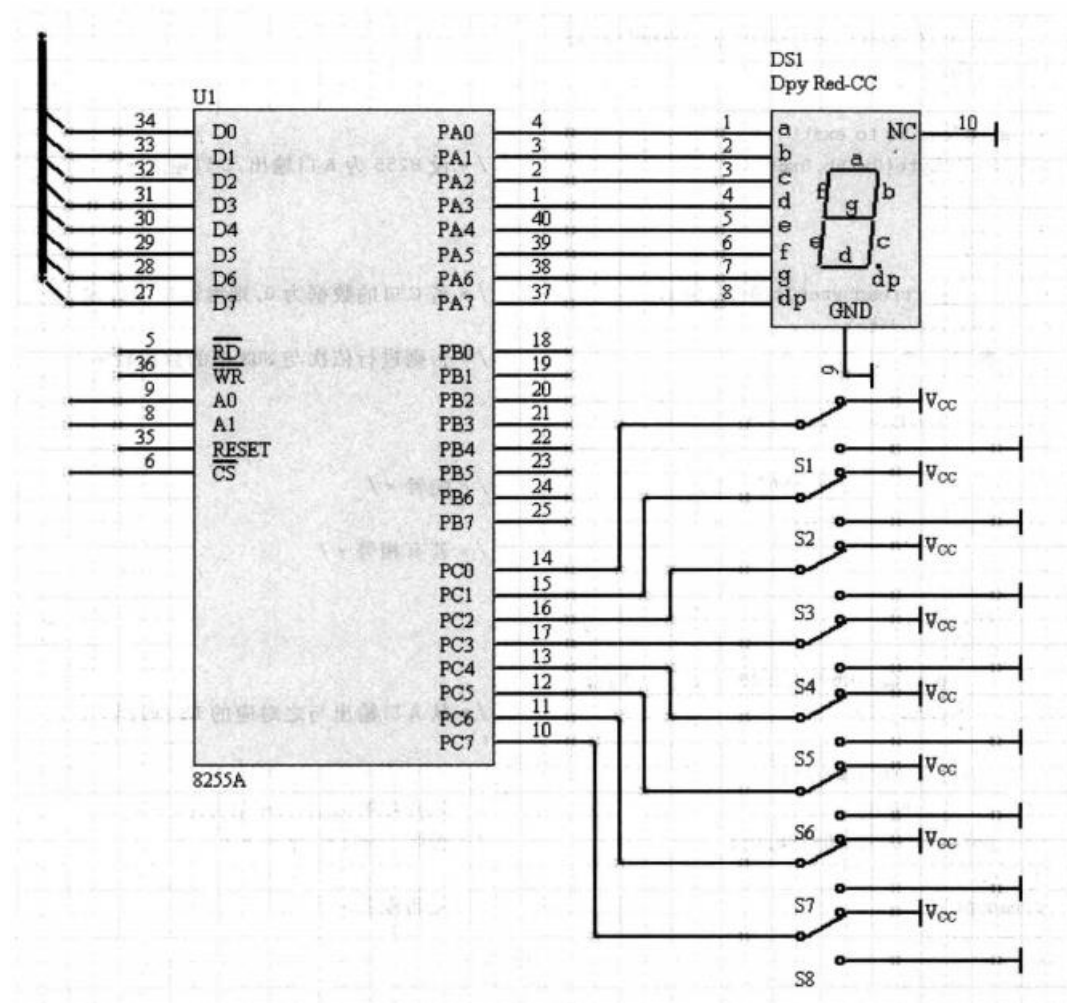 DS1
Dpy Red-CC
U1
34 D0 PA0 4 1 a NC 10
33 D1 PA1 3 2 b
32 D2 PA2 2 3 c
31 D3 PA3 1 4 d
30 D4 PA4 40 5 e
29 D5 PA5 39 6 f
28 D6 PA6 38 7 g
27 D7 PA7 37 8 dp
a
f b
g
e c
d
dp
GND
9
5 RD PB0 18
36 WR PB1 19
9 A0 PB2 20
8 A1 PB3 21
35 RESET PB4 22
6 CS PB5 23
PB6 24
PB7 25
PC0 14
PC1 15
PC2 16
PC3 17
PC4 13
PC5 12
PC6 11
PC7 10
8255A
VCC
S1
VCC
S2
VCC
S3
VCC
S4
VCC
S5
VCC
S6
VCC
S7
VCC
S8